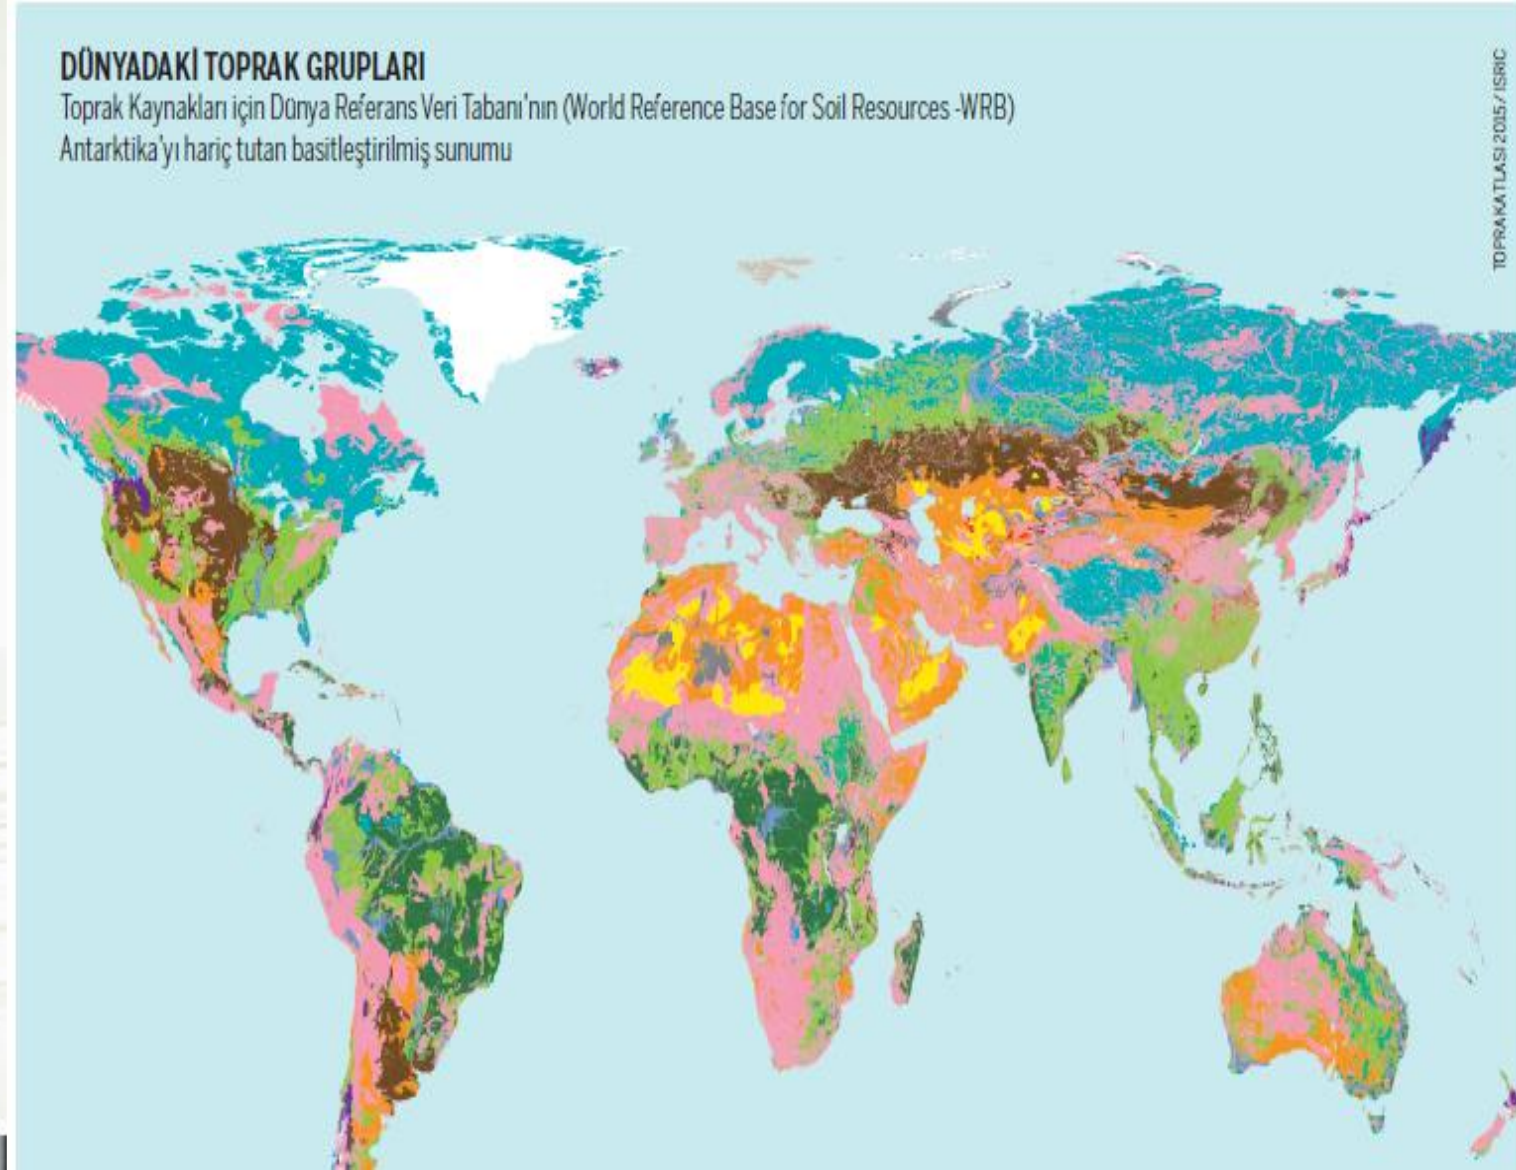 DÜNYADAKİ TOPRAK GRUPLARI
Toprak Kaynakları için Dünya Referans Veri Tabanı'nın (World Reference Base for Soil Resources -WRB)
Antarktika'yı hariç tutan basitleştirilmiş sunumu
TOPRAK ATLASI 2015/ ISRIC